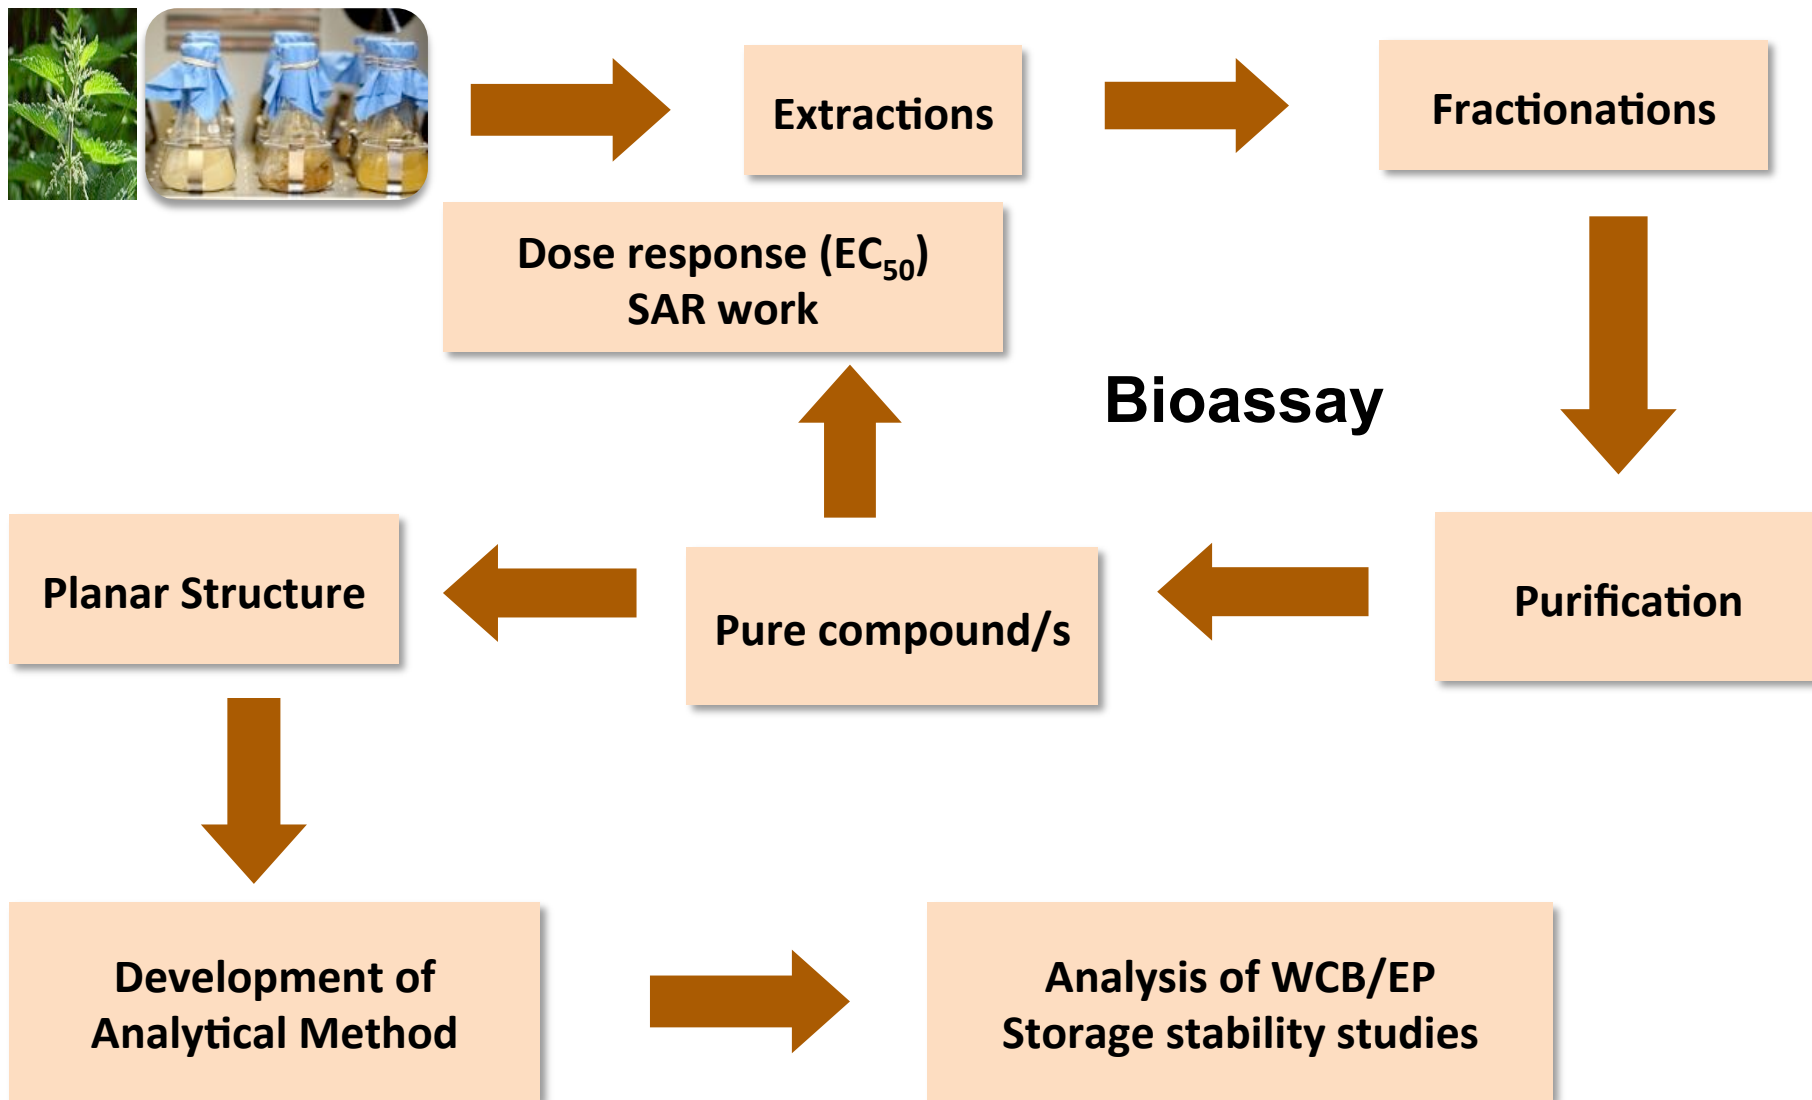 Extractions
Fractionations
Dose response (EC₅₀)
SAR work
Bioassay
Planar Structure
Pure compound/s
Purification
Development of
Analytical Method
Analysis of WCB/EP
Storage stability studies